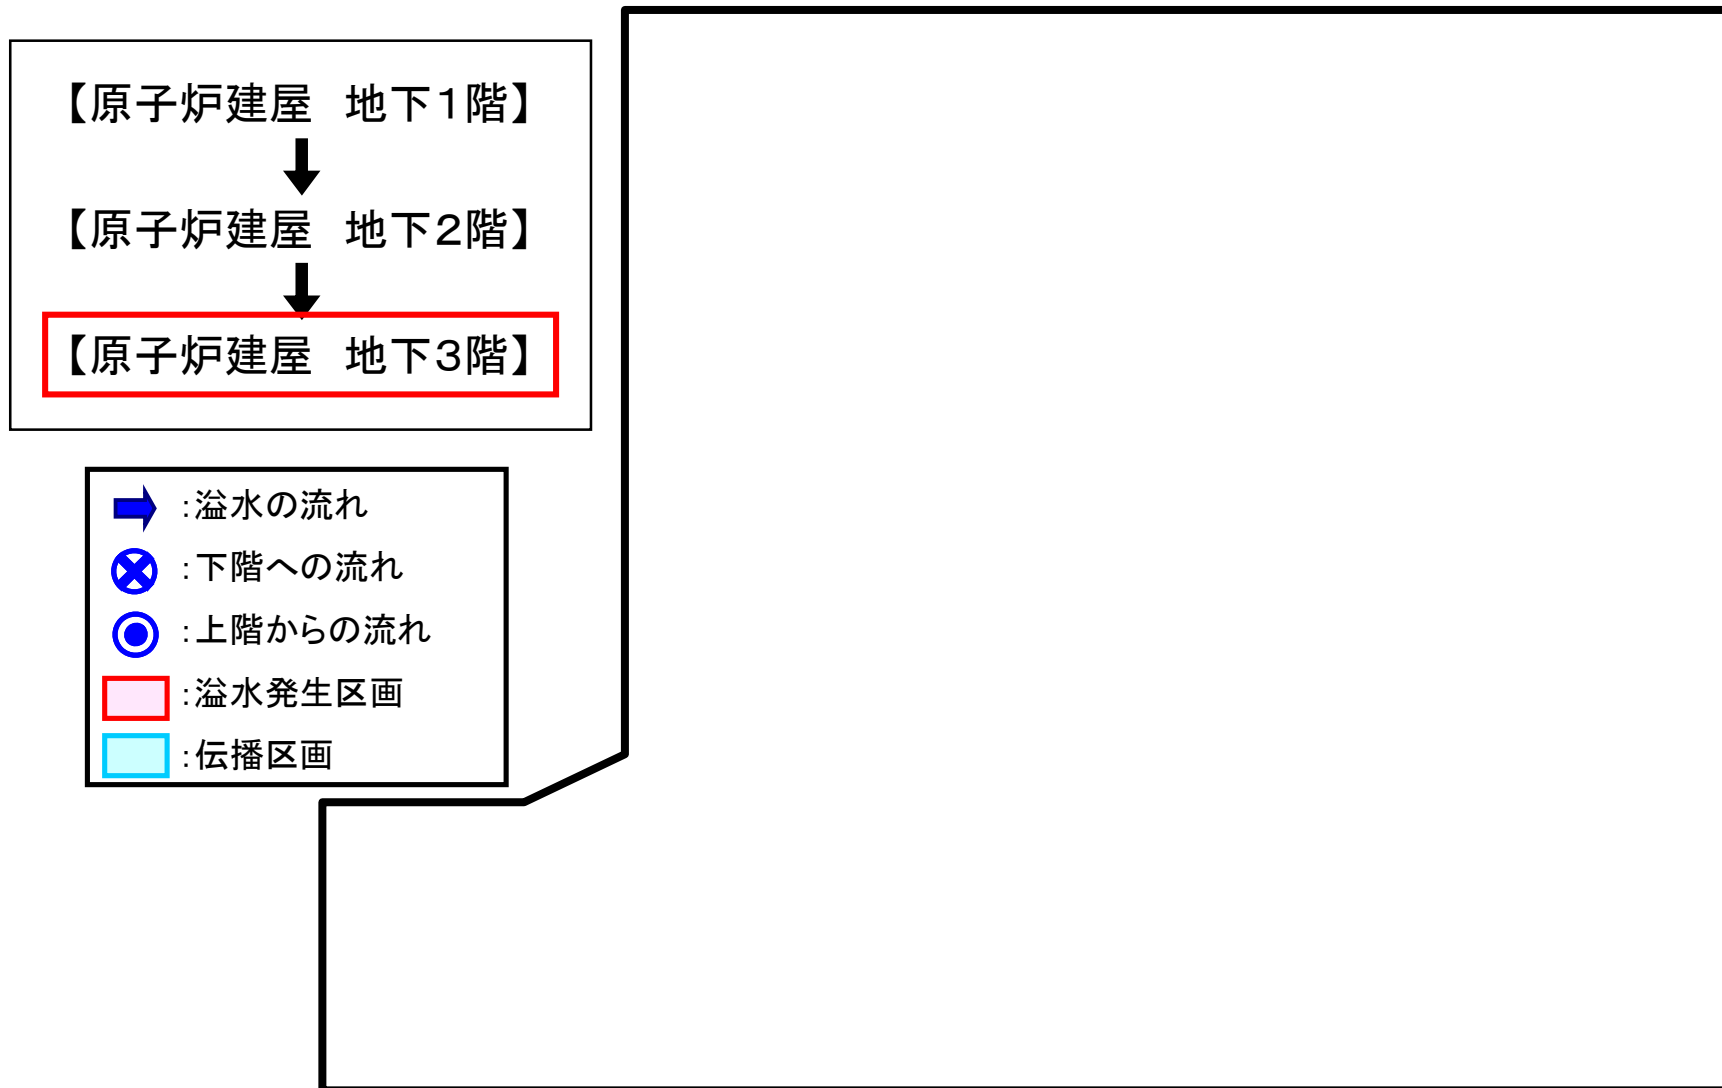 【原子炉建屋　地下1階】
【原子炉建屋　地下2階】
【原子炉建屋　地下3階】
:溢水の流れ
:下階への流れ
:上階からの流れ
:溢水発生区画
:伝播区画